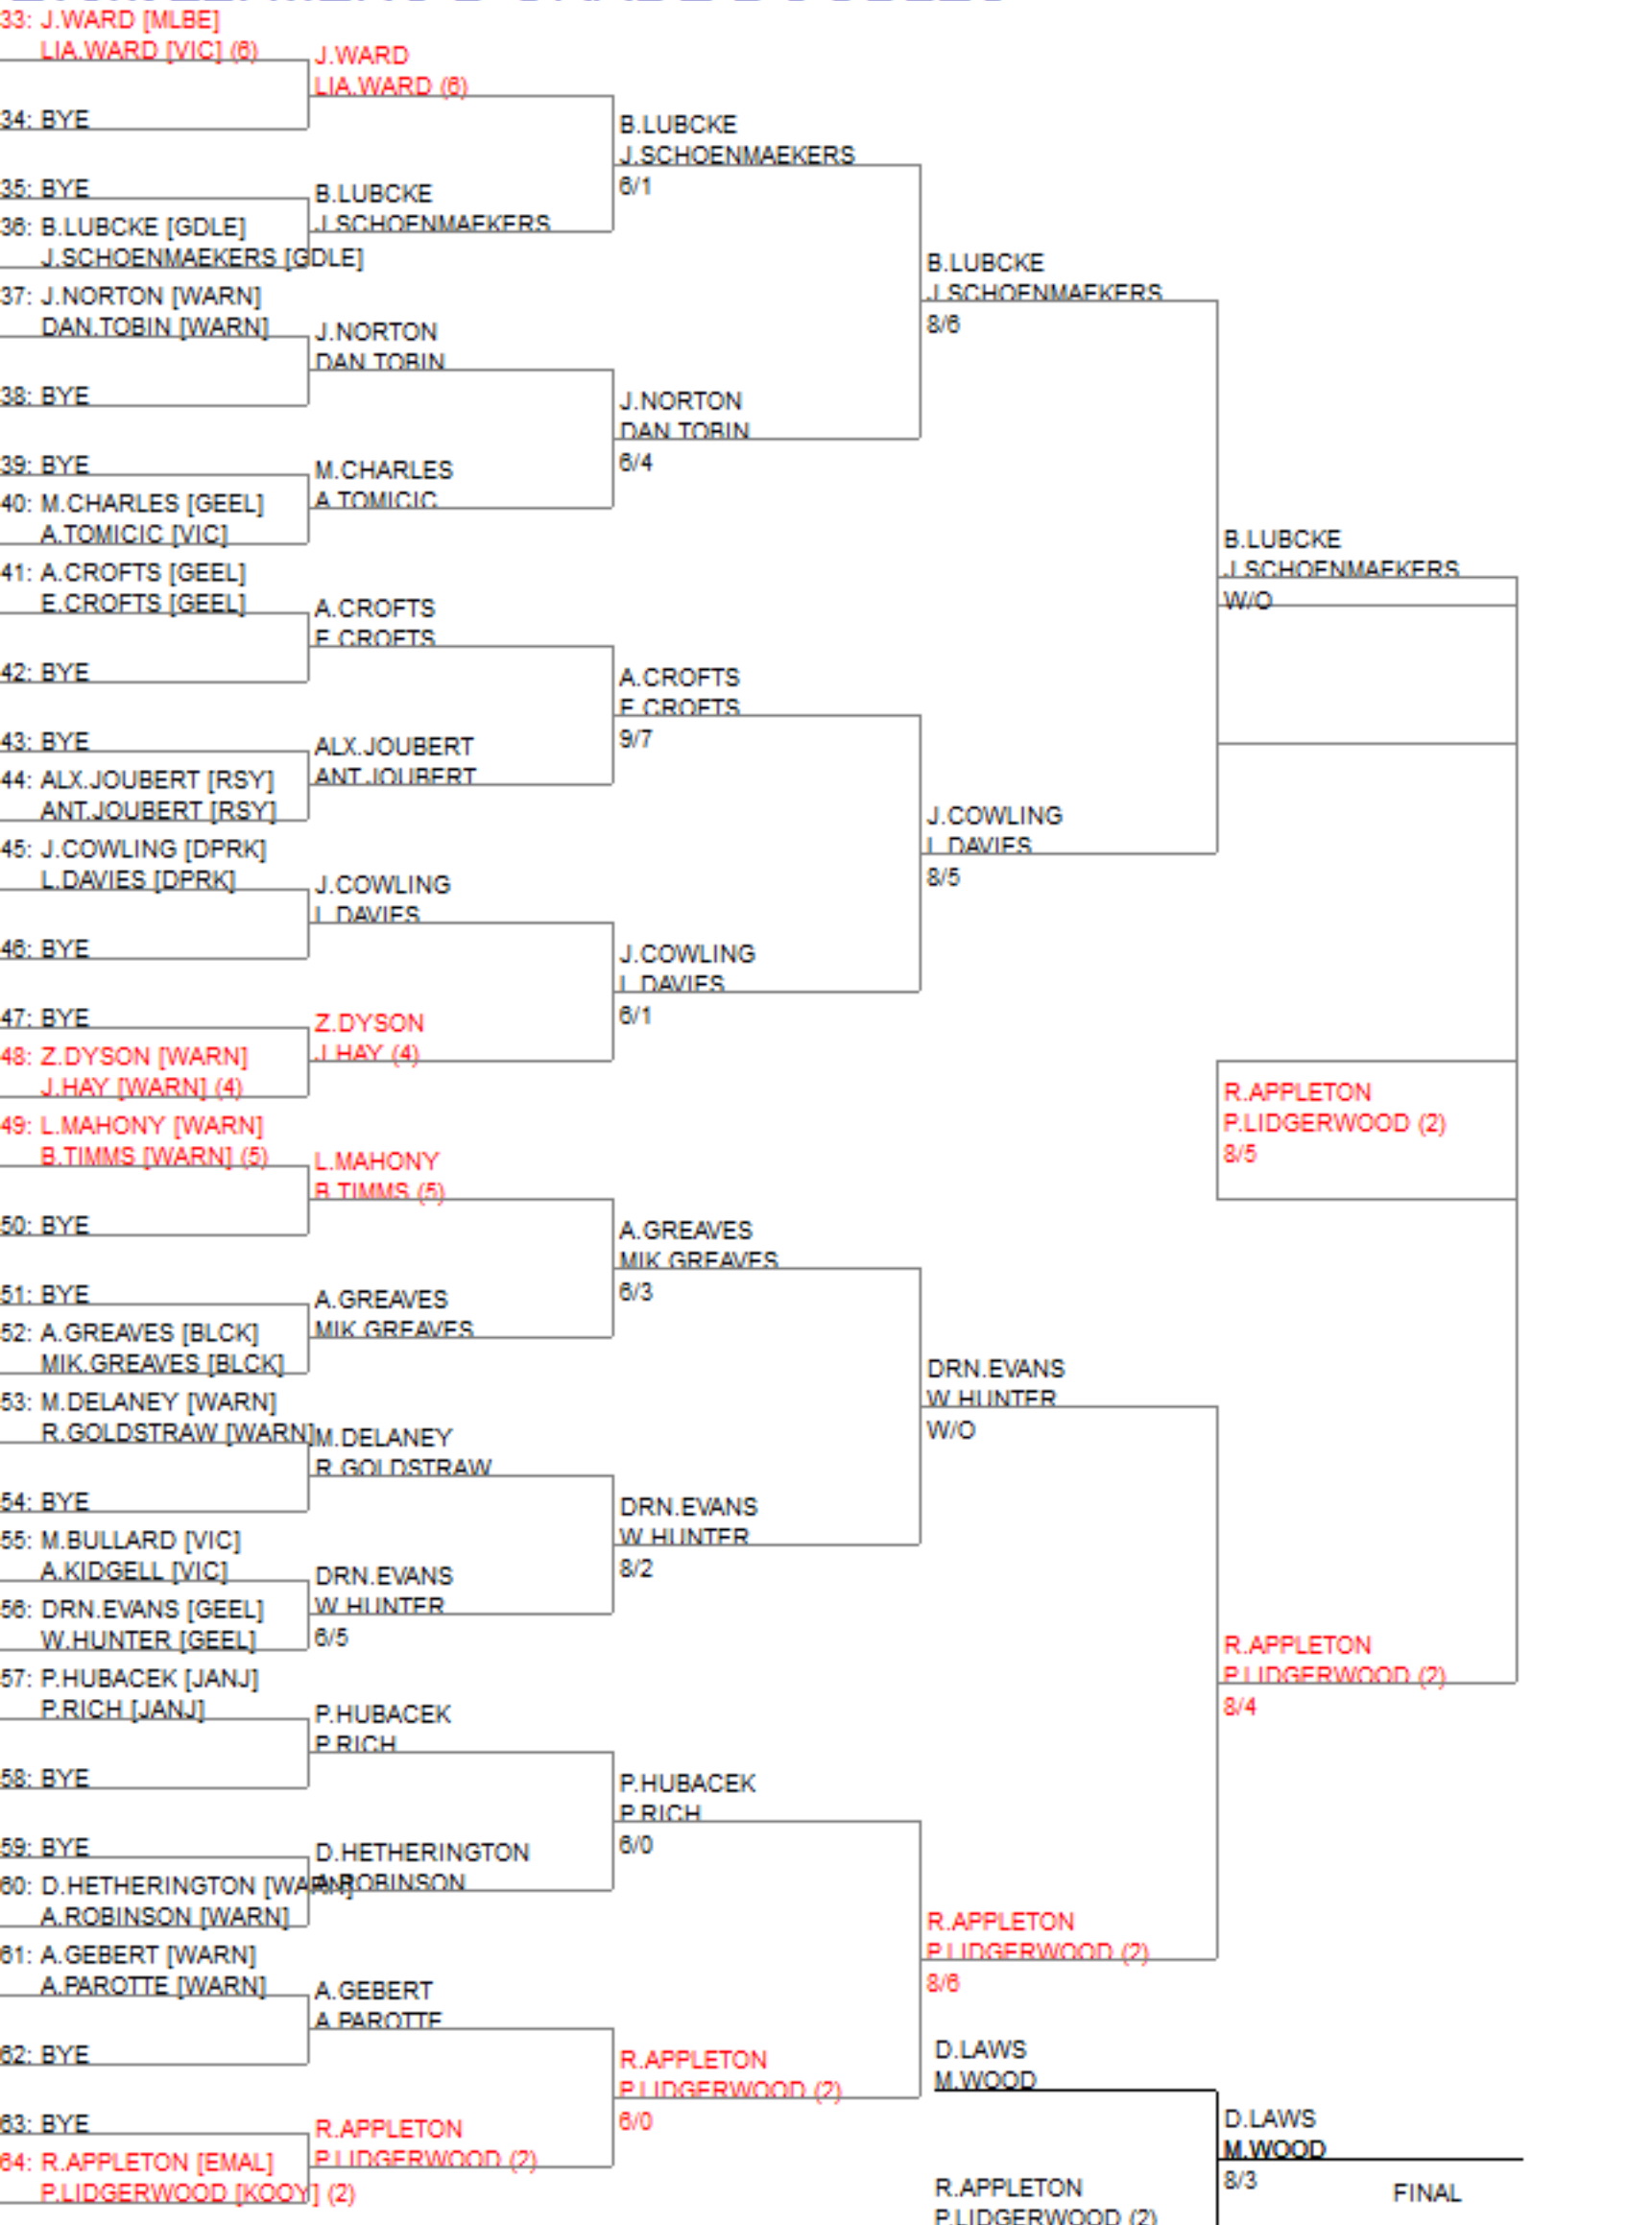 33: J.WARD [MLBE]
LIA.WARD [VIC] (6)
34: BYE
35: BYE
36: B.LUBCKE [GDLE]
J.SCHOENMAEKERS [GDLE]
37: J.NORTON [WARN]
DAN.TOBIN [WARN]
38: BYE
39: BYE
40: M.CHARLES [GEEL]
A.TOMICIC [VIC]
41: A.CROFTS [GEEL]
E.CROFTS [GEEL]
42: BYE
43: BYE
44: ALX.JOUBERT [RSY]
ANT.JOUBERT [RSY]
45: J.COWLING [DPRK]
L.DAVIES [DPRK]
46: BYE
47: BYE
48: Z.DYSON [WARN]
J.HAY [WARN] (4)
49: L.MAHONY [WARN]
B.TIMMS [WARN] (5)
50: BYE
51: BYE
52: A.GREAVES [BLCK]
MIK.GREAVES [BLCK]
53: M.DELANEY [WARN]
R.GOLDSTRAW [WARN]
54: BYE
55: M.BULLARD [VIC]
A.KIDGELL [VIC]
56: DRN.EVANS [GEEL]
W.HUNTER [GEEL]
57: P.HUBACEK [JANJ]
P.RICH [JANJ]
58: BYE
59: BYE
60: D.HETHERINGTON [WARN]
A.ROBINSON [WARN]
61: A.GEBERT [WARN]
A.PAROTTE [WARN]
62: BYE
63: BYE
64: R.APPLETON [EMAL]
P.LIDGERWOOD [KOOY] (2)
J.WARD
LIA.WARD (6)
B.LUBCKE
J.SCHOENMAEKERS
J.NORTON
DAN.TOBIN
M.CHARLES
A.TOMICIC
A.CROFTS
E.CROFTS
ALX.JOUBERT
ANT.JOUBERT
J.COWLING
L.DAVIES
Z.DYSON
J.HAY (4)
L.MAHONY
B.TIMMS (5)
A.GREAVES
MIK.GREAVES
M.DELANEY
R.GOLDSTRAW
DRN.EVANS
W.HUNTER
6/5
P.HUBACEK
P.RICH
D.HETHERINGTON
A.ROBINSON
A.GEBERT
A.PAROTTE
R.APPLETON
P.LIDGERWOOD (2)
B.LUBCKE
J.SCHOENMAEKERS
6/1
J.NORTON
DAN.TOBIN
6/4
A.CROFTS
E.CROFTS
9/7
J.COWLING
L.DAVIES
6/1
A.GREAVES
MIK.GREAVES
6/3
DRN.EVANS
W.HUNTER
8/2
P.HUBACEK
P.RICH
6/0
R.APPLETON
P.LIDGERWOOD (2)
6/0
B.LUBCKE
J.SCHOENMAEKERS
8/6
J.COWLING
L.DAVIES
8/5
DRN.EVANS
W.HUNTER
W/O
R.APPLETON
P.LIDGERWOOD (2)
8/6
D.LAWS
M.WOOD
R.APPLETON
P.LIDGERWOOD (2)
B.LUBCKE
J.SCHOENMAEKERS
W/O
R.APPLETON
P.LIDGERWOOD (2)
8/5
R.APPLETON
P.LIDGERWOOD (2)
8/4
D.LAWS
M.WOOD
8/3
FINAL